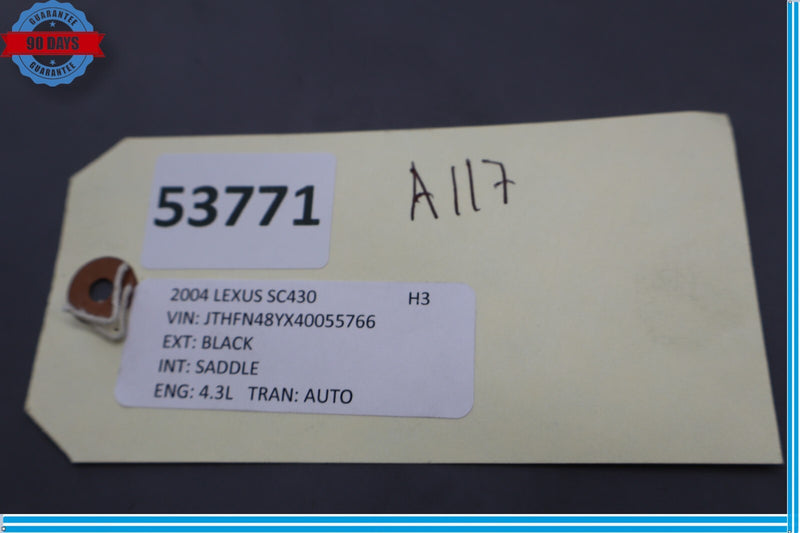 GUARANTEE
90 DAYS
GUARANTEE
53771
A117
2004 LEXUS SC430 H3
VIN: JTHFN48YX40055766
EXT: BLACK
INT: SADDLE
ENG: 4.3L TRAN: AUTO